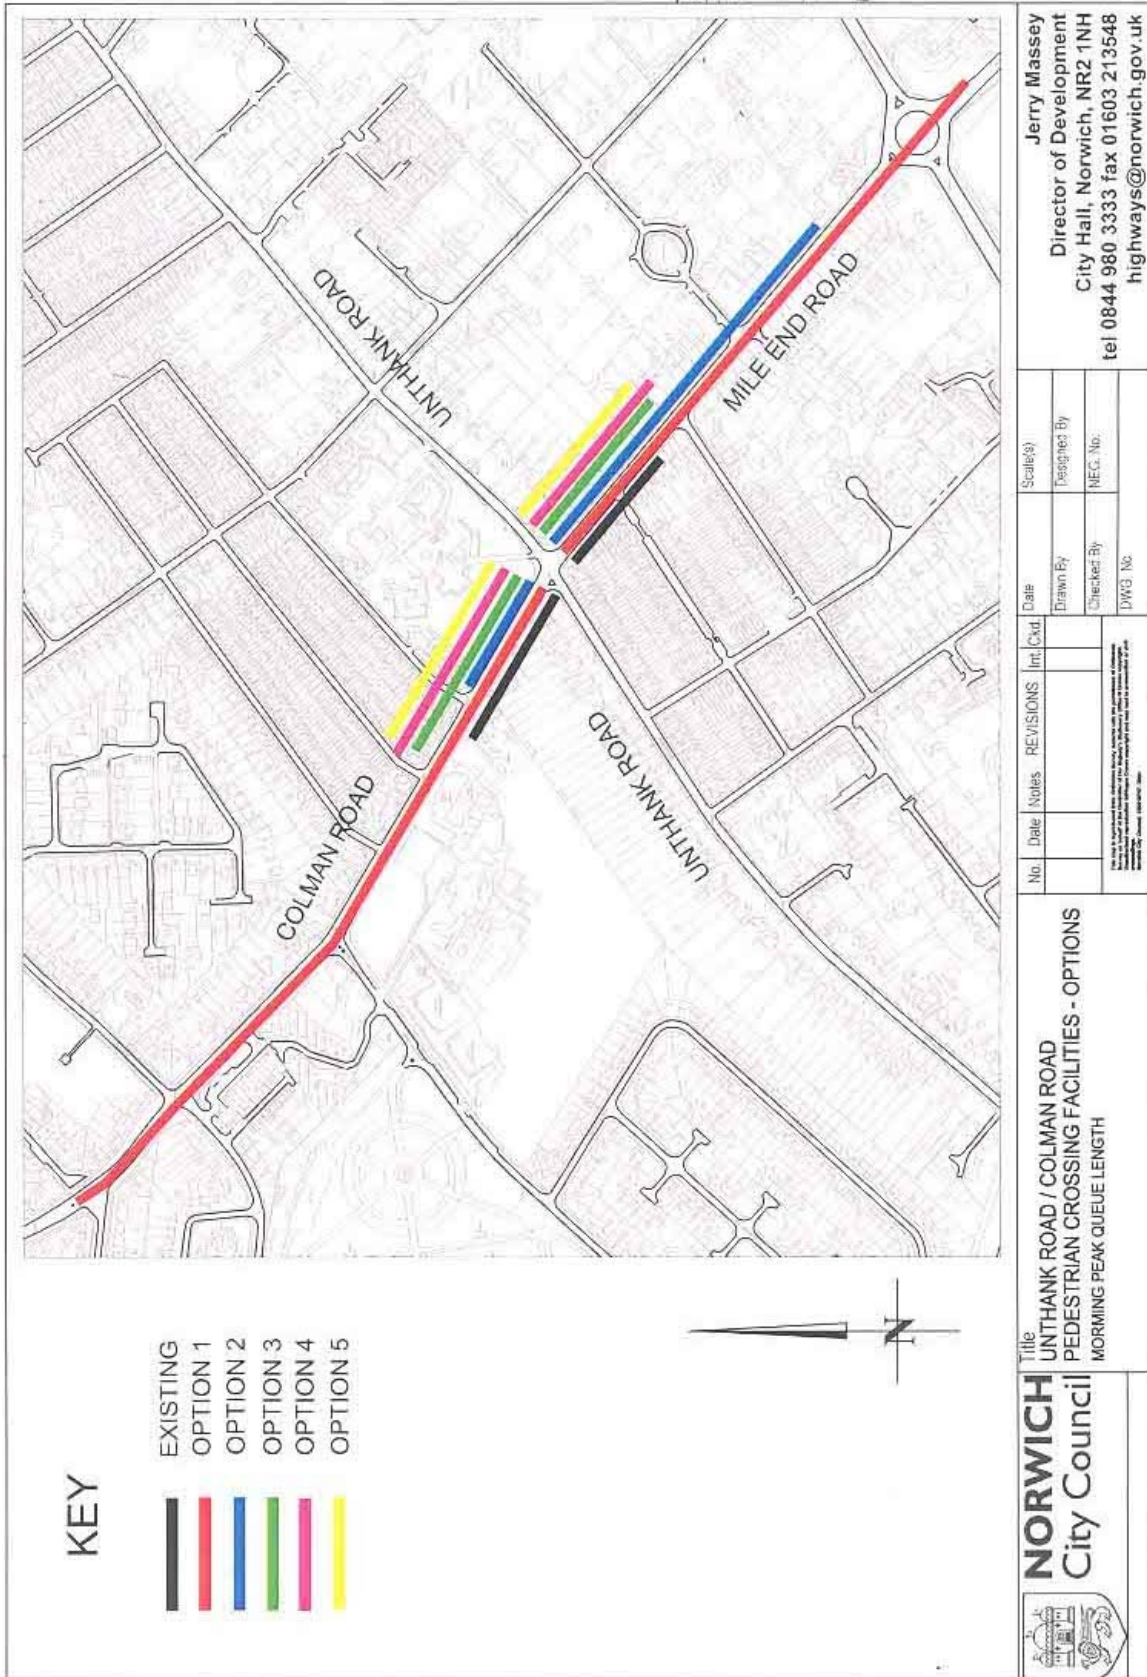 KEY
EXISTING
OPTION 1
OPTION 2
OPTION 3
OPTION 4
OPTION 5
N
COLMAN ROAD
UNTHANK ROAD
UNTHANK ROAD
MILE END ROAD
NORWICH
City Council
Title
UNTHANK ROAD / COLMAN ROAD
PEDESTRIAN CROSSING FACILITIES - OPTIONS
MORMING PEAK QUEUE LENGTH
No. Date Notes REVISIONS Int. Ckd.
Date
Scale(s)
Drawn By
Designed By
Checked By
NEG. No:
DWG No
Jerry Massey
Director of Development
City Hall, Norwich, NR2 1NH
tel 0844 980 3333 fax 01603 213548
highways@norwich.gov.uk